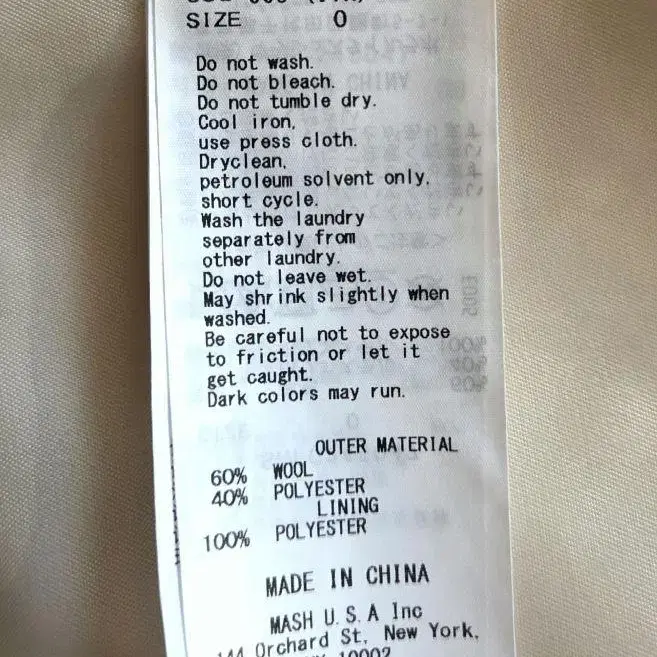 SIZE 0
Do not wash.
Do not bleach.
Do not tumble dry.
Cool iron,
use press cloth.
Dryclean,
petroleum solvent only,
short cycle.
Wash the laundry
separately from
other laundry.
Do not leave wet.
May shrink slightly when
washed.
Be careful not to expose
to friction or let it
get caught.
Dark colors may run.
OUTER MATERIAL
60% WOOL
40% POLYESTER
LINING
100% POLYESTER
MADE IN CHINA
MASH U.S.A Inc
144 Orchard St, New York,
10002